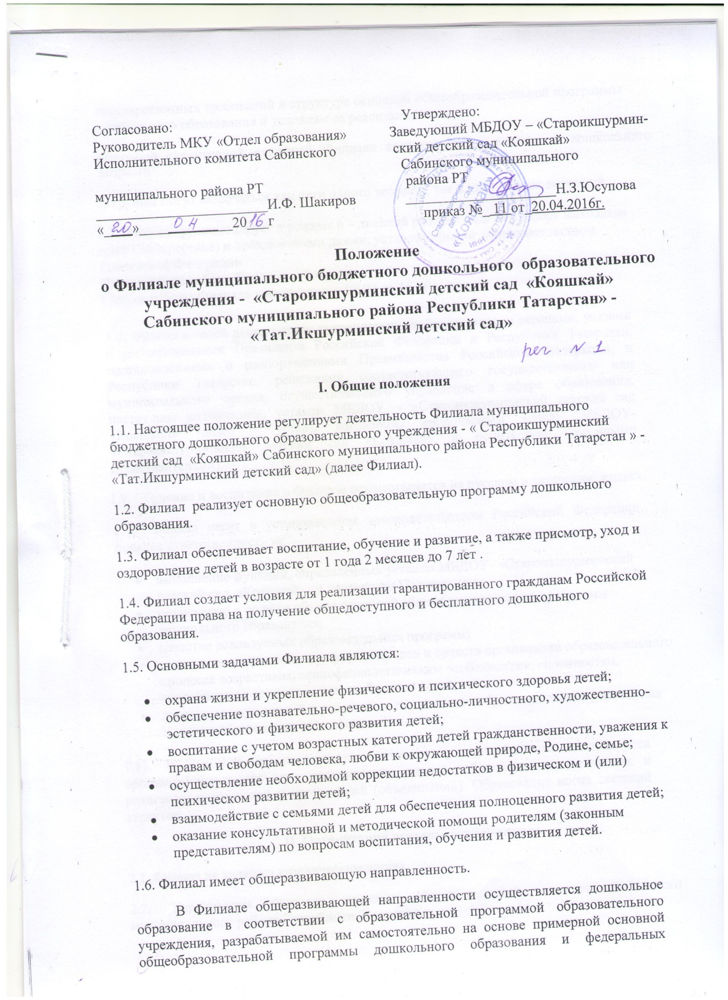 Согласовано:
Руководитель МКУ «Отдел образования»
Исполнительного комитета Сабинского
муниципального района РТ
________________________И.Ф. Шакиров
«_20_»____04_______2016г
Утверждено:
Заведующий МБДОУ – «Староикшурмин-
ский детский сад «Кояшкай»
Сабинского муниципального
района РТ
_____________________Н.З.Юсупова
приказ №   11 от  20.04.2016г.
Староикшурминский
детский сад
«Кояшкай»
Положение
о Филиале муниципального бюджетного дошкольного  образовательного
учреждения -  «Староикшурминский детский сад  «Кояшкай»
Сабинского муниципального района Республики Татарстан» -
«Тат.Икшурминский детский сад»
рег. №1
I. Общие положения
1.1. Настоящее положение регулирует деятельность Филиала муниципального
бюджетного дошкольного образовательного учреждения - « Староикшурминский
детский сад  «Кояшкай» Сабинского муниципального района Республики Татарстан » -
«Тат.Икшурминский детский сад» (далее Филиал).
1.2. Филиал  реализует основную общеобразовательную программу дошкольного
образования.
1.3. Филиал обеспечивает воспитание, обучение и развитие, а также присмотр, уход и
оздоровление детей в возрасте от 1 года 2 месяцев до 7 лет .
1.4. Филиал создает условия для реализации гарантированного гражданам Российской
Федерации права на получение общедоступного и бесплатного дошкольного
образования.
1.5. Основными задачами Филиала являются:
• охрана жизни и укрепление физического и психического здоровья детей;
• обеспечение познавательно-речевого, социально-личностного, художественно-
эстетического и физического развития детей;
• воспитание с учетом возрастных категорий детей гражданственности, уважения к
правам и свободам человека, любви к окружающей природе, Родине, семье;
• осуществление необходимой коррекции недостатков в физическом и (или)
психическом развитии детей;
• взаимодействие с семьями детей для обеспечения полноценного развития детей;
• оказание консультативной и методической помощи родителям (законным
представителям) по вопросам воспитания, обучения и развития детей.
1.6. Филиал имеет общеразвивающую направленность.
В Филиале общеразвивающей направленности осуществляется дошкольное
образование в соответствии с образовательной программой образовательного
учреждения, разрабатываемой им самостоятельно на основе примерной основной
общеобразовательной программы дошкольного образования и федеральных